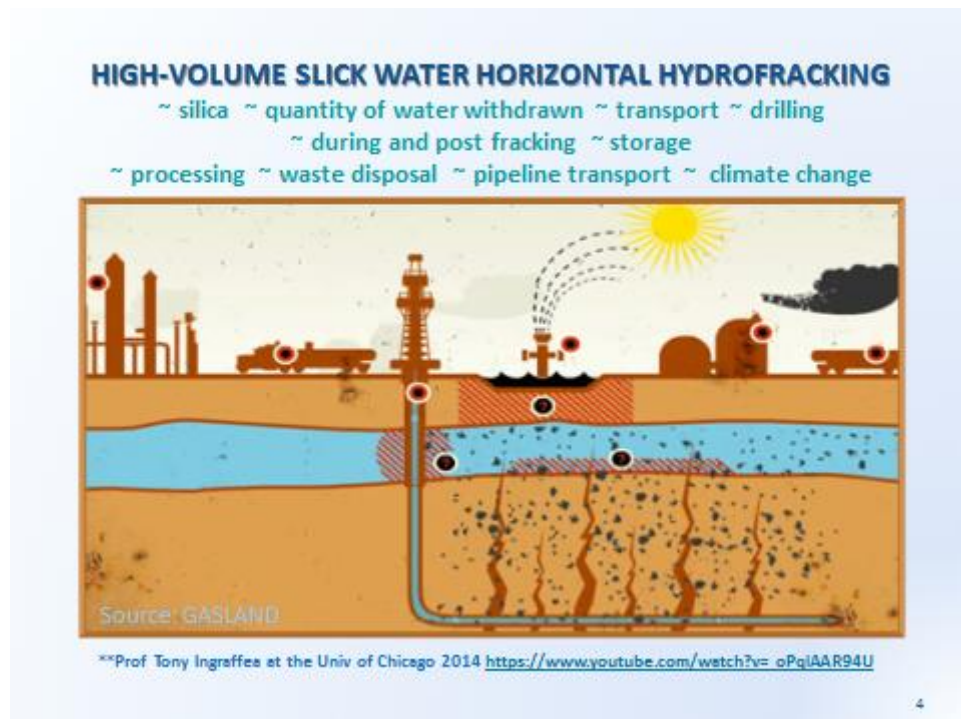 HIGH-VOLUME SLICK WATER HORIZONTAL HYDROFRACKING
~ silica ~ quantity of water withdrawn ~ transport ~ drilling
~ during and post fracking ~ storage
~ processing ~ waste disposal ~ pipeline transport ~ climate change
Source: GASLAND
**Prof Tony Ingraffea at the Univ of Chicago 2014 https://www.youtube.com/watch?v=_oPqIAAR94U
4